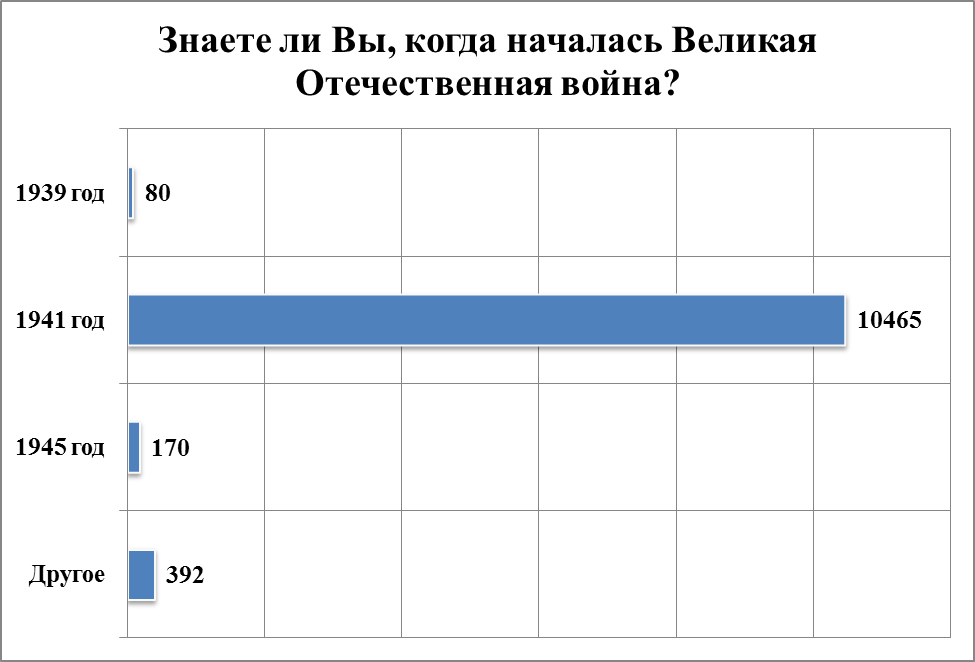 Знаете ли Вы, когда началась Великая
Отечественная война?
1939 год
80
1941 год
10465
1945 год
170
Другое
392